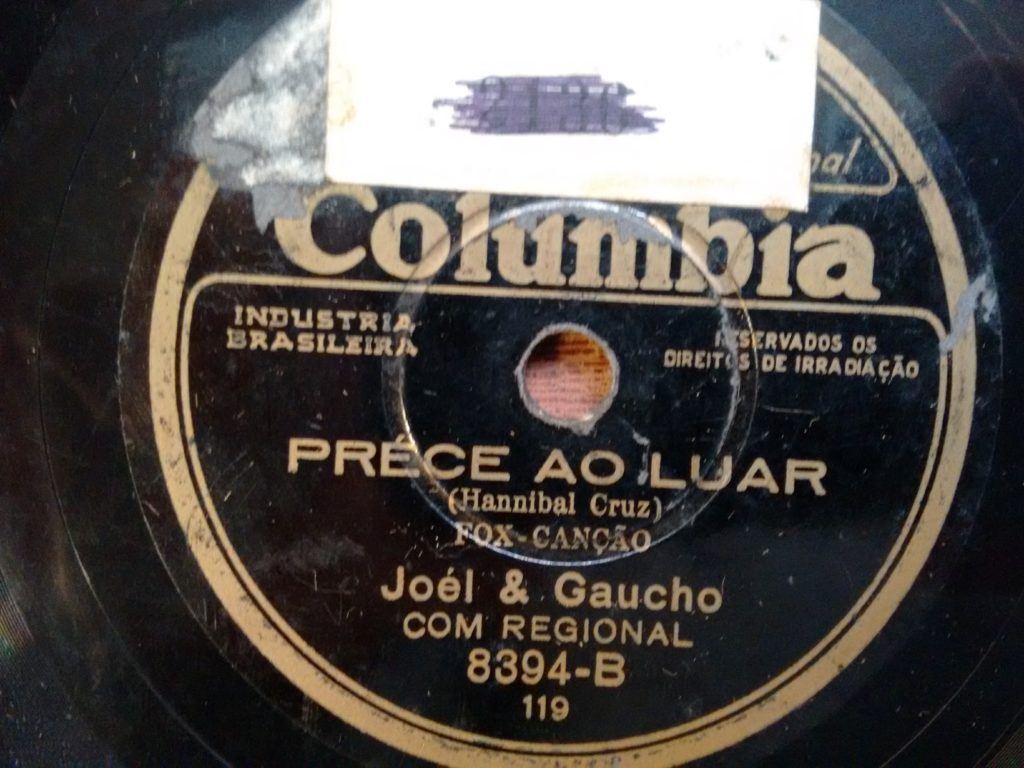 Columbia
INDUSTRIA
BRASILEIRA
RESERVADOS OS
DIREITOS DE IRRADIAÇÃO
PRÉCE AO LUAR
(Hannibal Cruz)
FOX-CANÇÃO
Joél & Gaucho
COM REGIONAL
8394-B
119